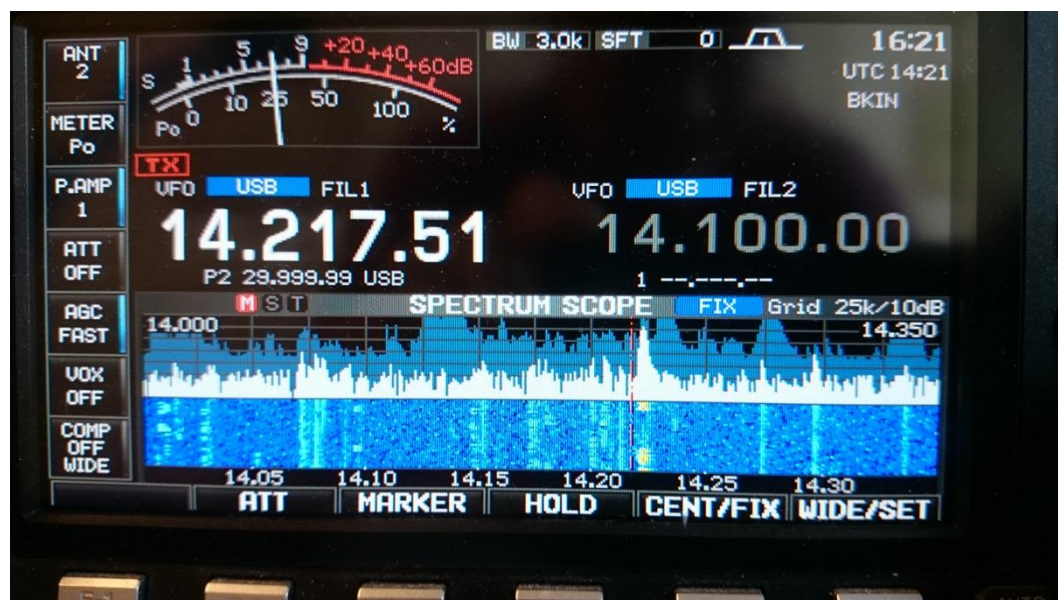 ANT
2
METER
Po
P.AMP
1
ATT
OFF
AGC
FAST
VOX
OFF
COMP
OFF
WIDE
S 1 5 9 +20 +40 +60dB
Po 0 10 25 50 100 %
BW 3.0k SFT 0
16:21
UTC 14:21
BKIN
TX
VFO USB FIL1
14.217.51
P2 29.999.99 USB
VFO USB FIL2
14.100.00
1 --.---.--
M S T SPECTRUM SCOPE FIX Grid 25k/10dB
14.000 14.350
14.05 14.10 14.15 14.20 14.25 14.30
ATT MARKER HOLD CENT/FIX WIDE/SET